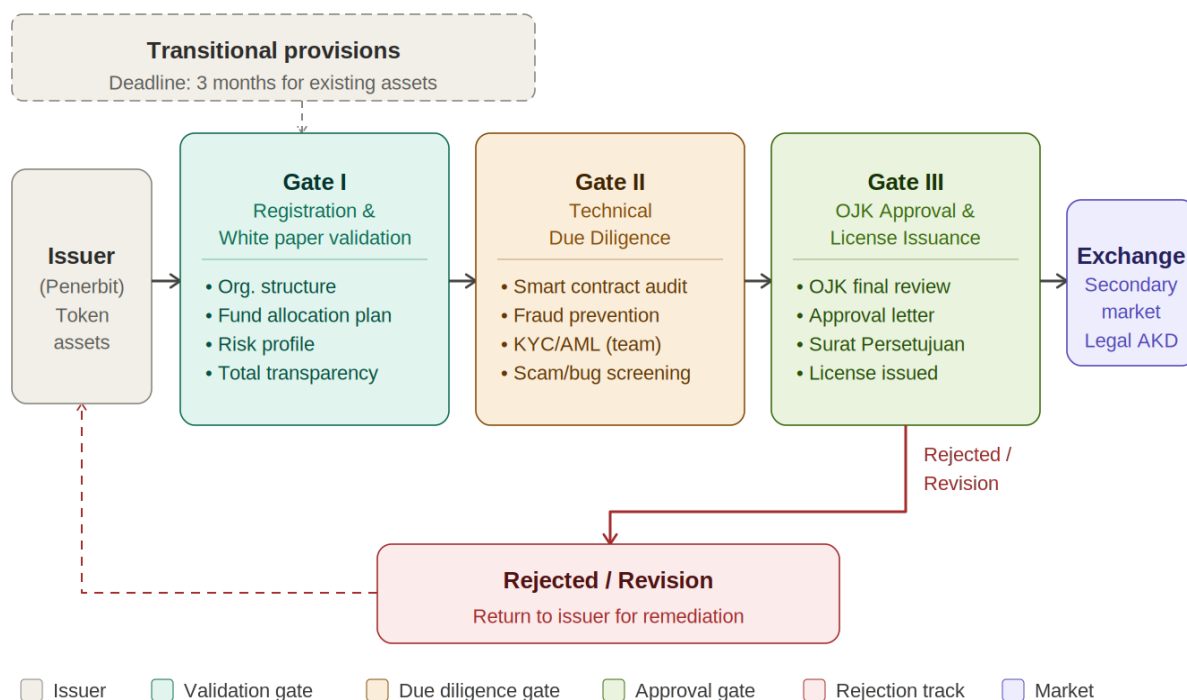 Transitional provisions
Deadline: 3 months for existing assets
Issuer
(Penerbit)
Token
assets
Gate I
Registration &
White paper validation
• Org. structure
• Fund allocation plan
• Risk profile
• Total transparency
Gate II
Technical
Due Diligence
• Smart contract audit
• Fraud prevention
• KYC/AML (team)
• Scam/bug screening
Gate III
OJK Approval &
License Issuance
• OJK final review
• Approval letter
• Surat Persetujuan
• License issued
Exchange
Secondary
market
Legal AKD
Rejected /
Revision
Rejected / Revision
Return to issuer for remediation
Issuer
Validation gate
Due diligence gate
Approval gate
Rejection track
Market